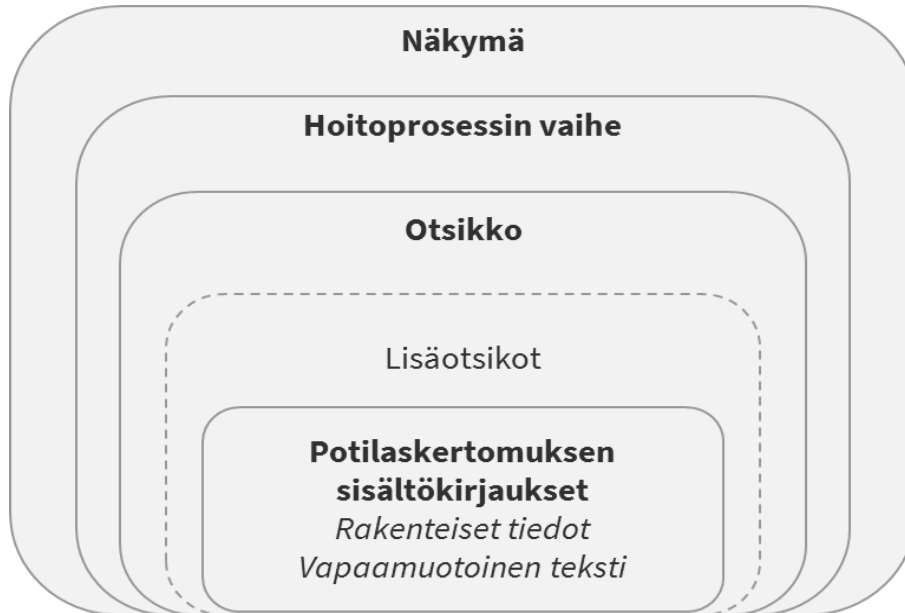 Näkymä
Hoitoprosessin vaihe
Otsikko
Lisäotsikot
Potilaskertomuksen
sisältökirjaukset
Rakenteiset tiedot
Vapaamuotoinen teksti